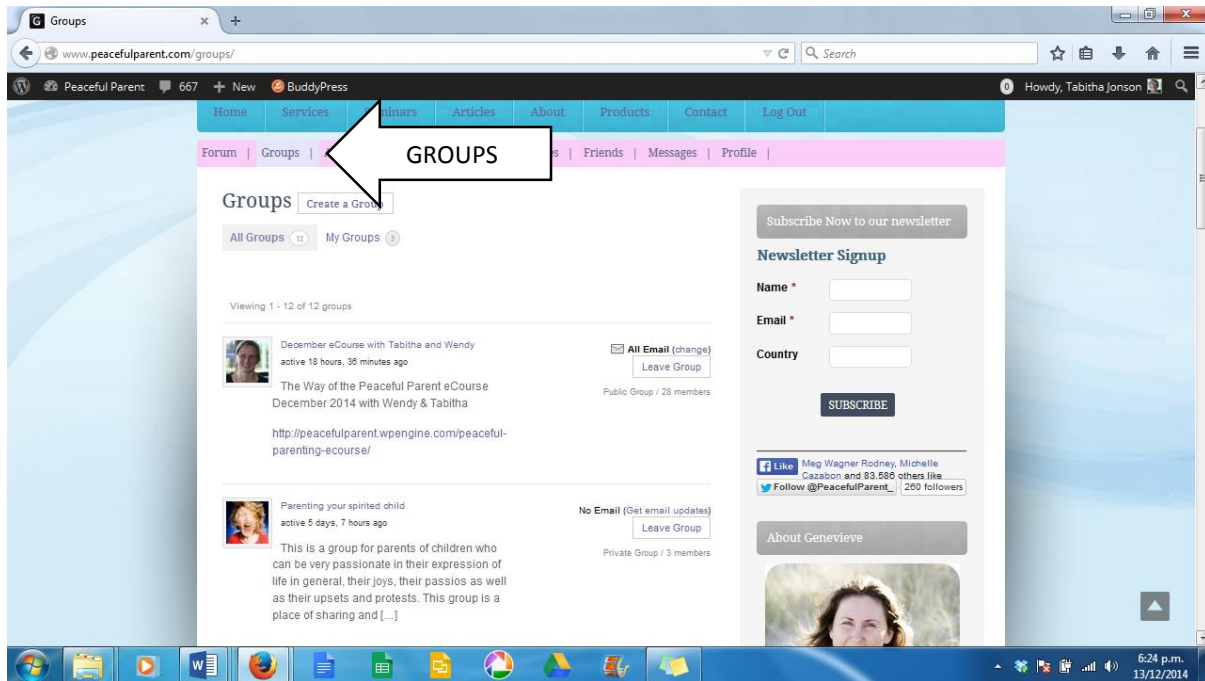 Groups
www.peacefulparent.com/groups/
Search
Peaceful Parent 667 New BuddyPress
0 Howdy, Tabitha Jonson
Home Services Articles About Products Contact Log Out
Forum | Groups | | Friends | Messages | Profile |
GROUPS
Groups Create a Group
All Groups 12 My Groups 3
Viewing 1 - 12 of 12 groups
December eCourse with Tabitha and Wendy
active 18 hours, 36 minutes ago
The Way of the Peaceful Parent eCourse
December 2014 with Wendy & Tabitha
http://peacefulparent.wpengine.com/peaceful-
parenting-ecourse/
All Email (change)
Leave Group
Public Group / 28 members
Parenting your spirited child
active 5 days, 7 hours ago
This is a group for parents of children who
can be very passionate in their expression of
life in general, their joys, their passios as well
as their upsets and protests. This group is a
place of sharing and [...]
No Email (Get email updates)
Leave Group
Private Group / 3 members
Subscribe Now to our newsletter
Newsletter Signup
Name *
Email *
Country
SUBSCRIBE
Like Meg Wagner Rodney, Michelle
Cazabon and 83,586 others like
Follow @PeacefulParent_ 260 followers
About Genevieve
6:24 p.m.
13/12/2014